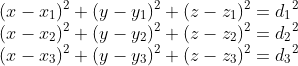 (x − x₁)² + (y − y₁)² + (z − z₁)² = d₁²
(x − x₂)² + (y − y₂)² + (z − z₂)² = d₂²
(x − x₃)² + (y − y₃)² + (z − z₃)² = d₃²